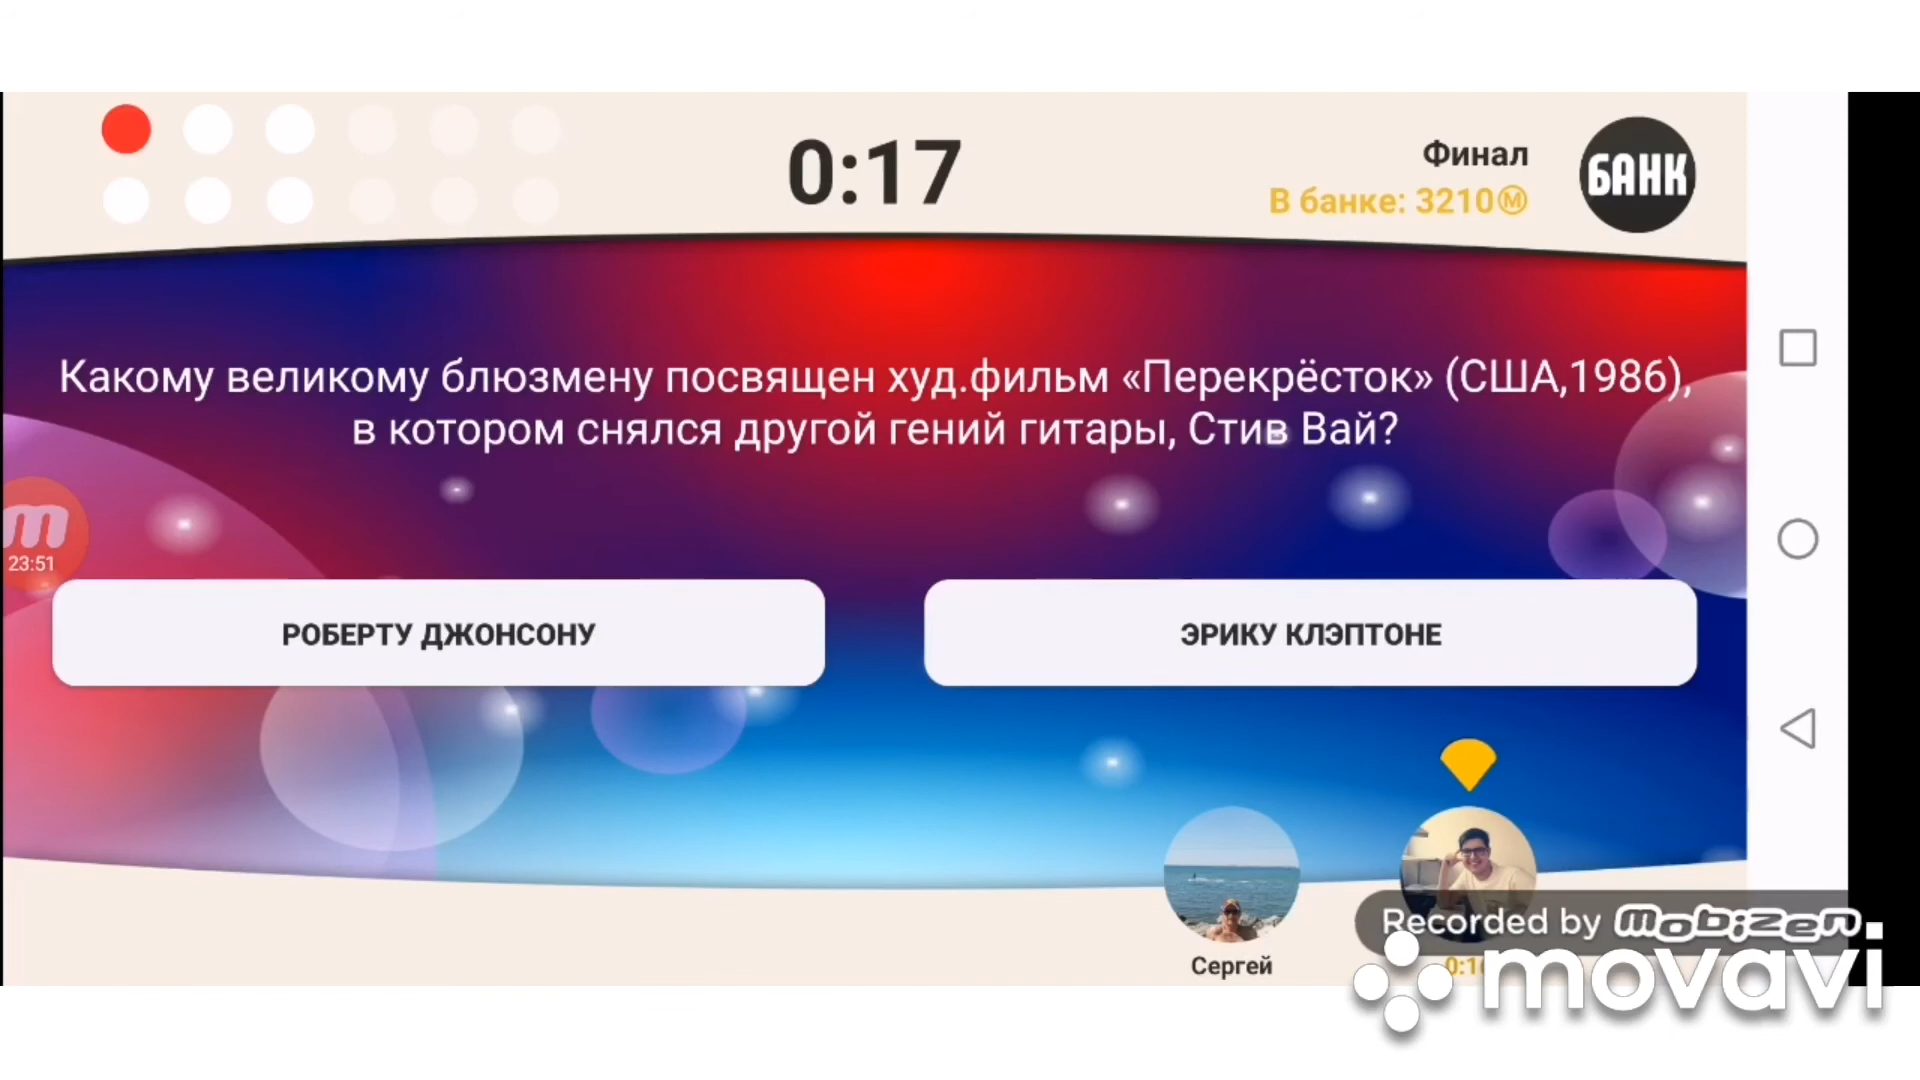 0:17
Финал
В банке: 3210Ⓜ
БАНК
Какому великому блюзмену посвящен худ.фильм «Перекрёсток» (США,1986),
в котором снялся другой гений гитары, Стив Вай?
m
23:51
РОБЕРТУ ДЖОНСОНУ
ЭРИКУ КЛЭПТОНЕ
Recorded by mobizen
Сергей
movavi